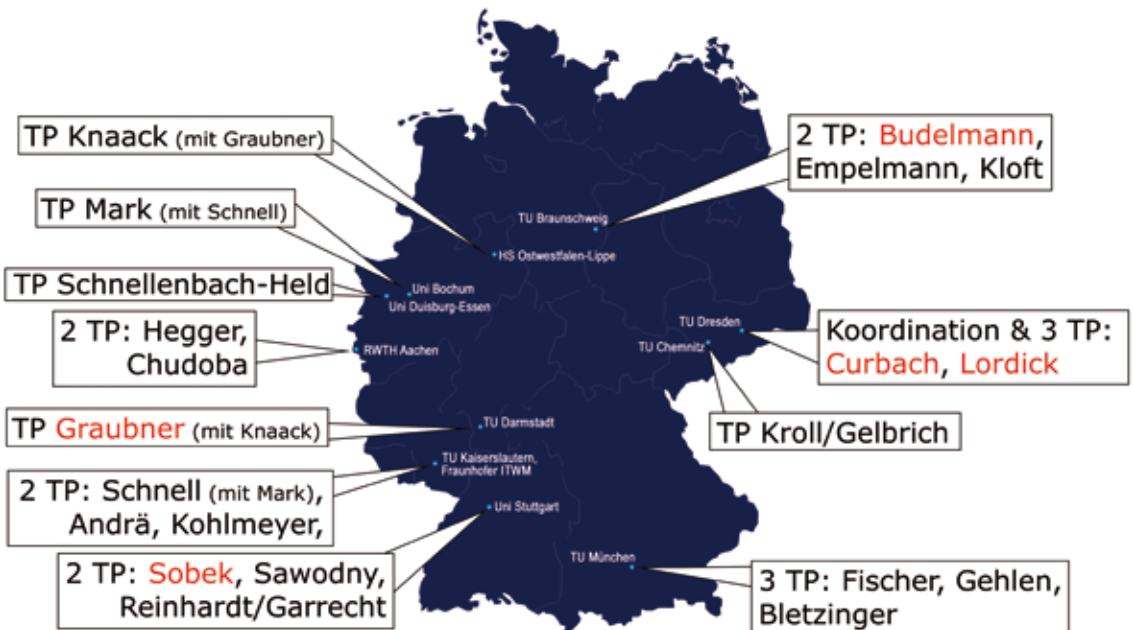 TP Knaack (mit Graubner)
2 TP: Budelmann,
Empelmann, Kloft
TP Mark (mit Schnell)
TU Braunschweig
HS Ostwestfalen-Lippe
TP Schnellenbach-Held
Uni Bochum
Uni Duisburg-Essen
2 TP: Hegger,
Chudoba
RWTH Aachen
TU Dresden
TU Chemnitz
Koordination & 3 TP:
Curbach, Lordick
TP Graubner (mit Knaack)
TU Darmstadt
TP Kroll/Gelbrich
TU Kaiserslautern,
Fraunhofer ITWM
2 TP: Schnell (mit Mark),
Andrä, Kohlmeyer,
Uni Stuttgart
2 TP: Sobek, Sawodny,
Reinhardt/Garrecht
TU München
3 TP: Fischer, Gehlen,
Bletzinger